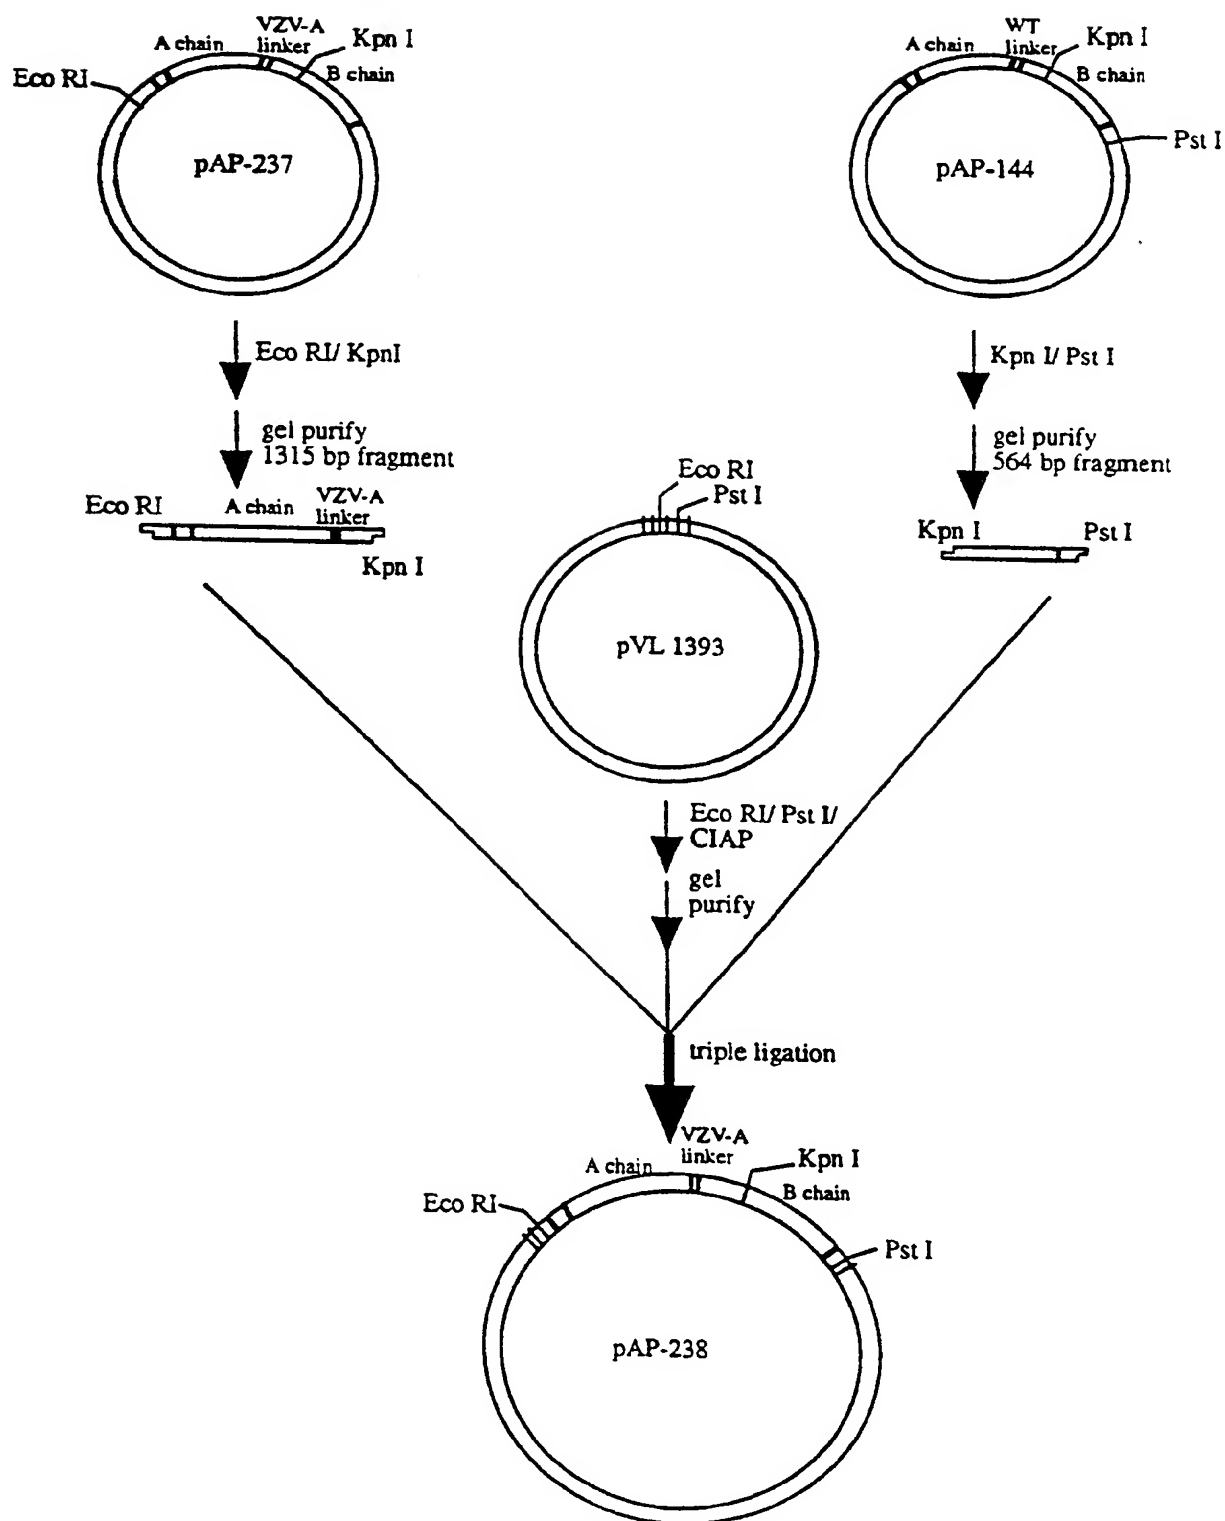 A chain
VZV-A
linker
Kpn I
B chain
Eco RI
pAP-237
A chain
WT
linker
Kpn I
B chain
Pst I
pAP-144
Eco RI/ KpnI
gel purify
1315 bp fragment
Kpn I/ Pst I
gel purify
564 bp fragment
Eco RI
A chain
VZV-A
linker
Kpn I
Eco RI
Pst I
Kpn I
Pst I
pVL 1393
Eco RI/ Pst I/
CIAP
gel
purify
triple ligation
VZV-A
linker
A chain
Kpn I
B chain
Eco RI
Pst I
pAP-238